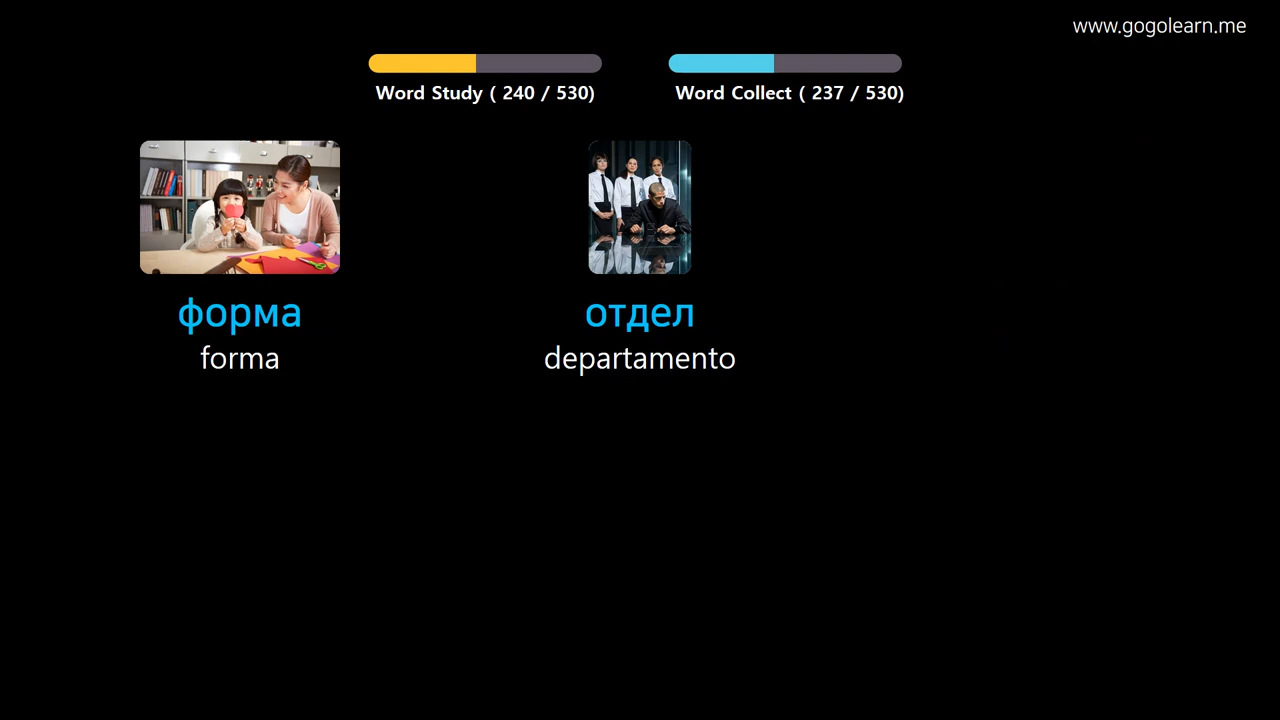 www.gogolearn.me
Word Study ( 240 / 530)
Word Collect ( 237 / 530)
форма
forma
отдел
departamento